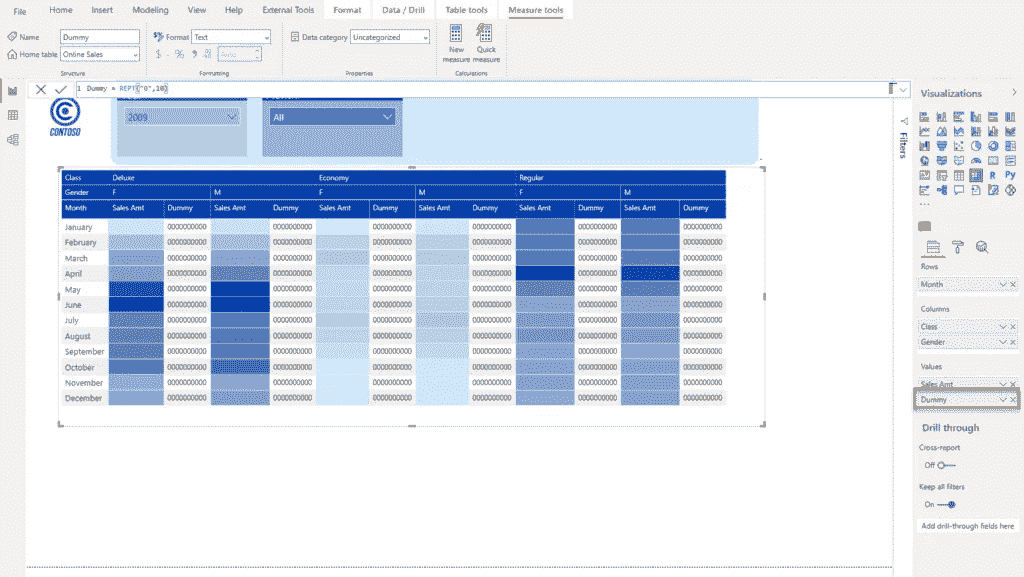 File Home Insert Modeling View Help External Tools Format Data / Drill Table tools Measure tools
Name Dummy
Format Text
Data category Uncategorized
Home table Online Sales
$ % Auto
New measure
Quick measure
Structure Formatting Properties Calculations
1 Dummy = REPT("0",10)
CONTOSO
2009 All
Class Deluxe Economy Regular
Gender F M F M F M
Month Sales Amt Dummy Sales Amt Dummy Sales Amt Dummy Sales Amt Dummy Sales Amt Dummy Sales Amt Dummy
January 0000000000 0000000000 0000000000 0000000000 0000000000 0000000000
February 0000000000 0000000000 0000000000 0000000000 0000000000 0000000000
March 0000000000 0000000000 0000000000 0000000000 0000000000 0000000000
April 0000000000 0000000000 0000000000 0000000000 0000000000 0000000000
May 0000000000 0000000000 0000000000 0000000000 0000000000 0000000000
June 0000000000 0000000000 0000000000 0000000000 0000000000 0000000000
July 0000000000 0000000000 0000000000 0000000000 0000000000 0000000000
August 0000000000 0000000000 0000000000 0000000000 0000000000 0000000000
September 0000000000 0000000000 0000000000 0000000000 0000000000 0000000000
October 0000000000 0000000000 0000000000 0000000000 0000000000 0000000000
November 0000000000 0000000000 0000000000 0000000000 0000000000 0000000000
December 0000000000 0000000000 0000000000 0000000000 0000000000 0000000000
Filters
Visualizations
R Py
Rows
Month
Columns
Class
Gender
Values
Sales Amt
Dummy
Drill through
Cross-report
Off
Keep all filters
On
Add drill-through fields here